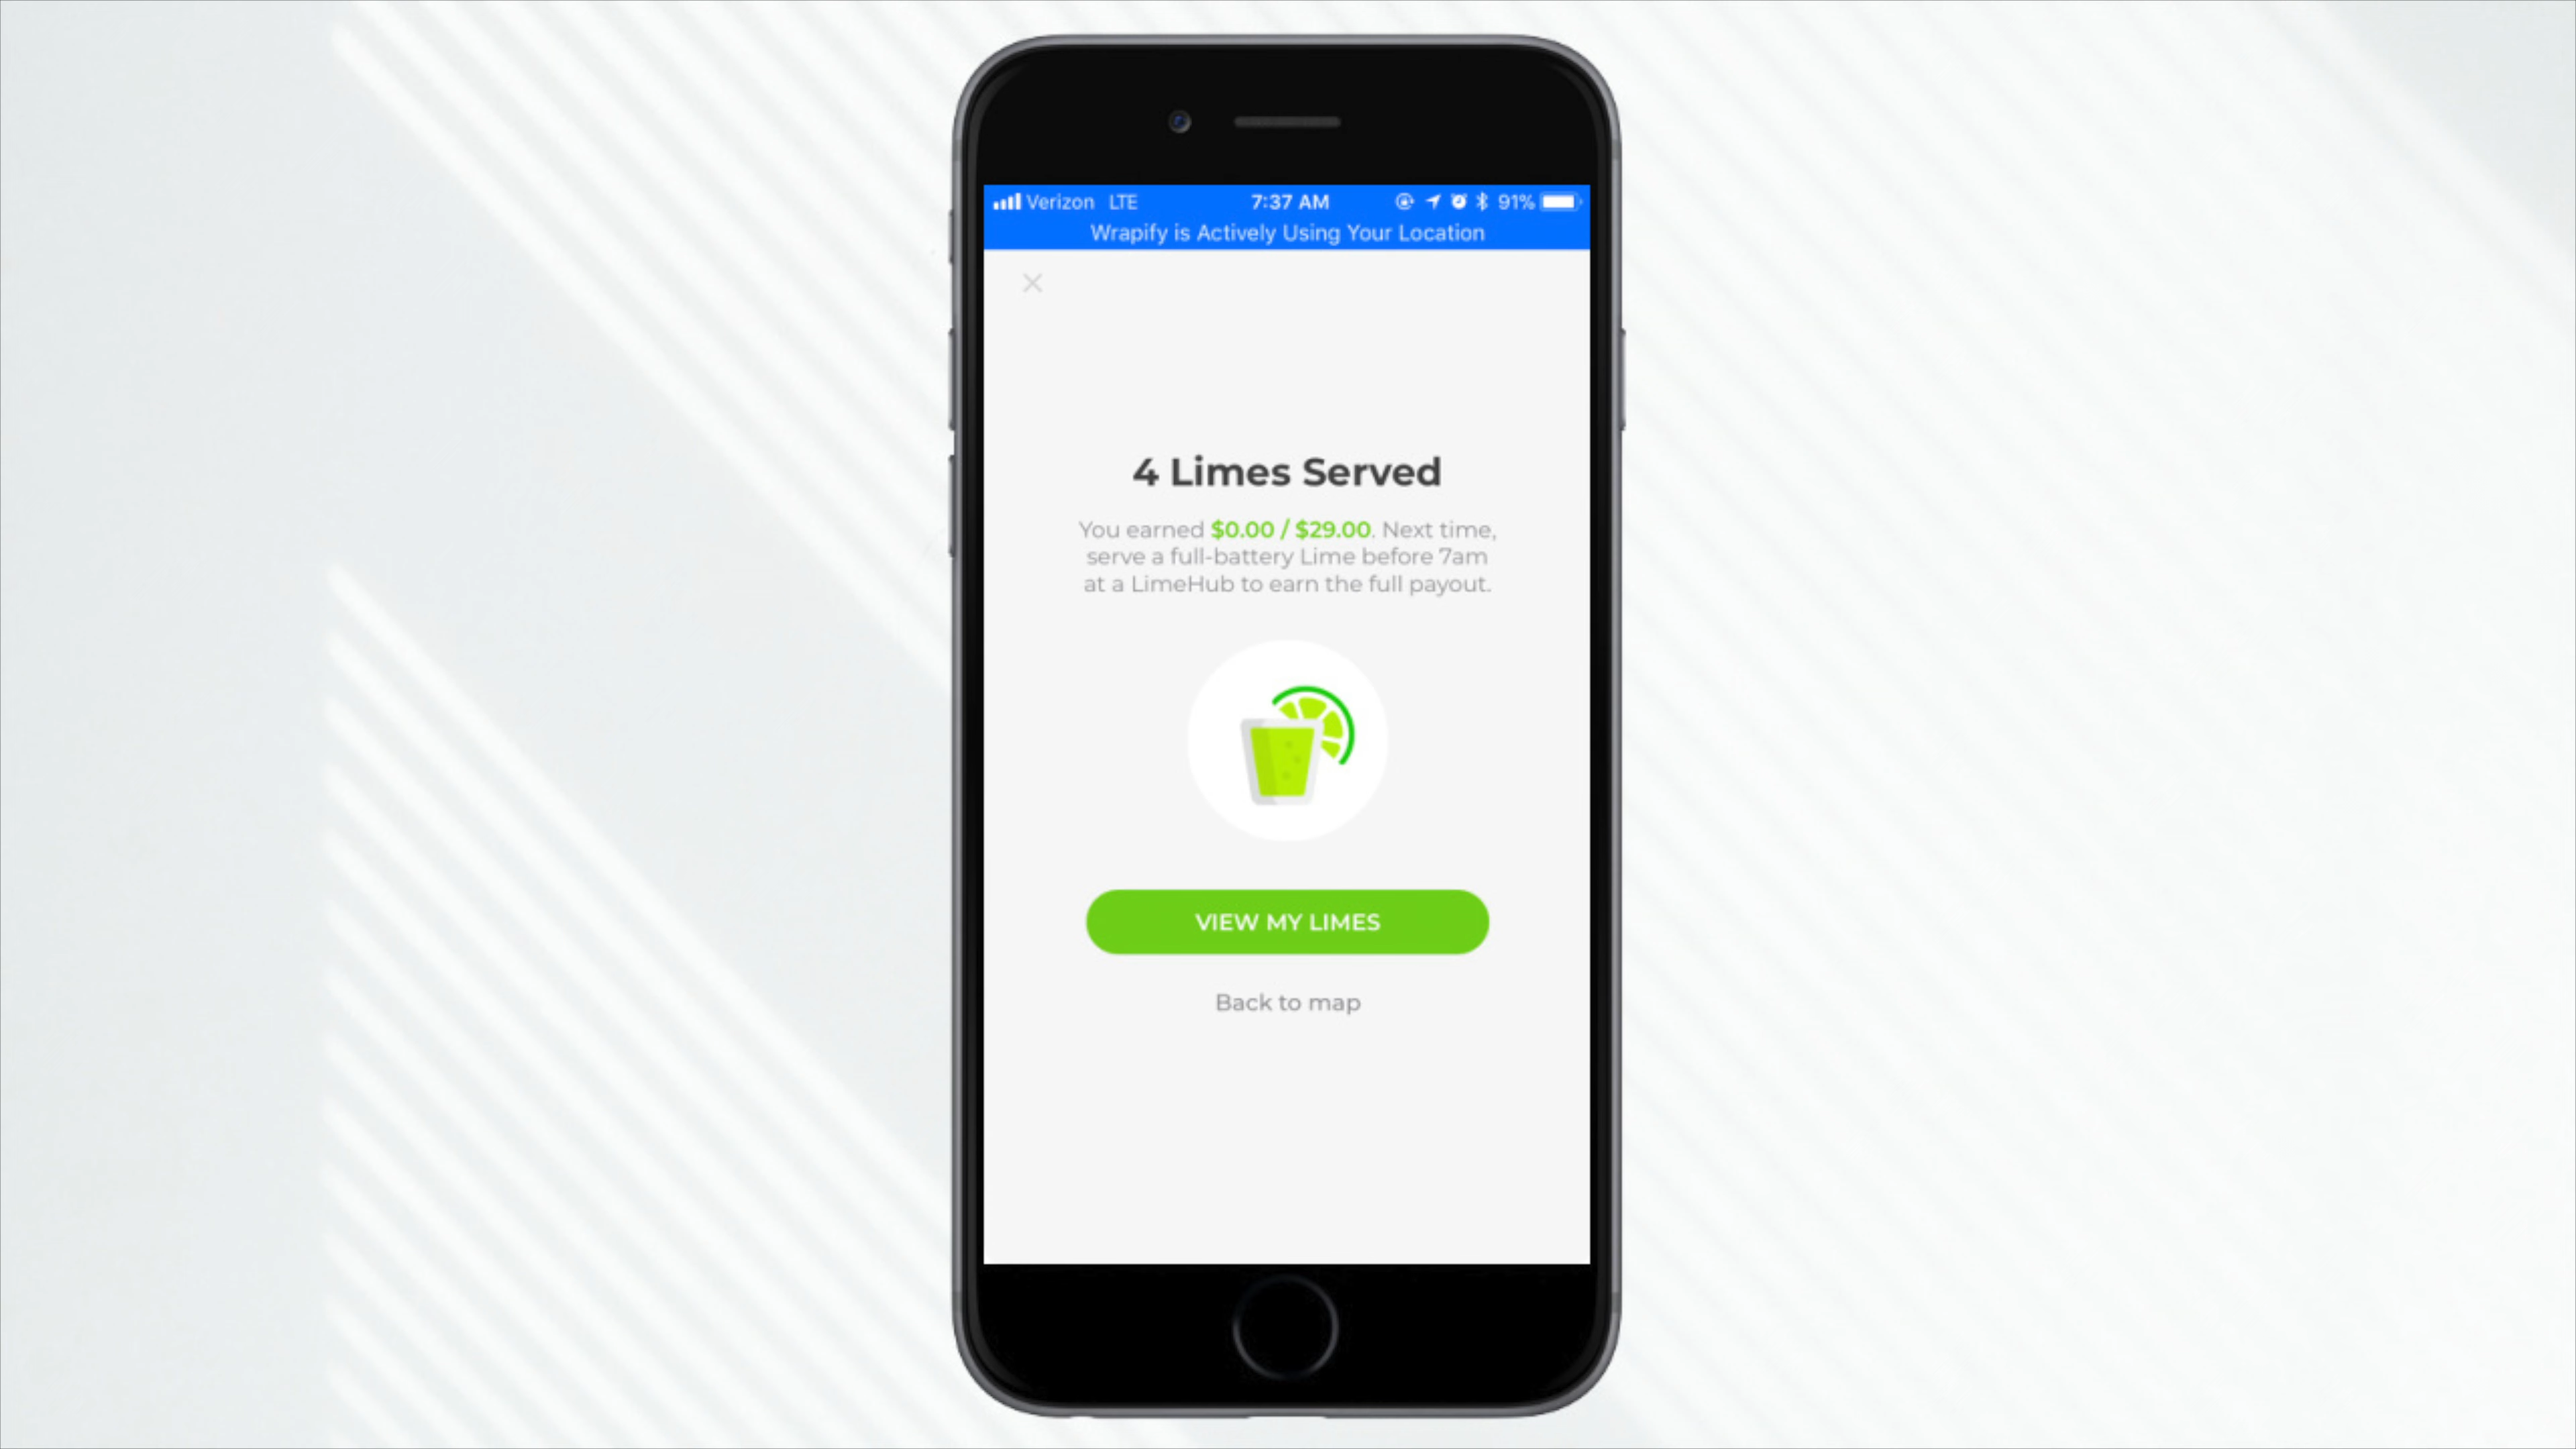 Verizon LTE 7:37 AM 91%
Wrapify is Actively Using Your Location
4 Limes Served
You earned $0.00 / $29.00. Next time,
serve a full-battery Lime before 7am
at a LimeHub to earn the full payout.
VIEW MY LIMES
Back to map